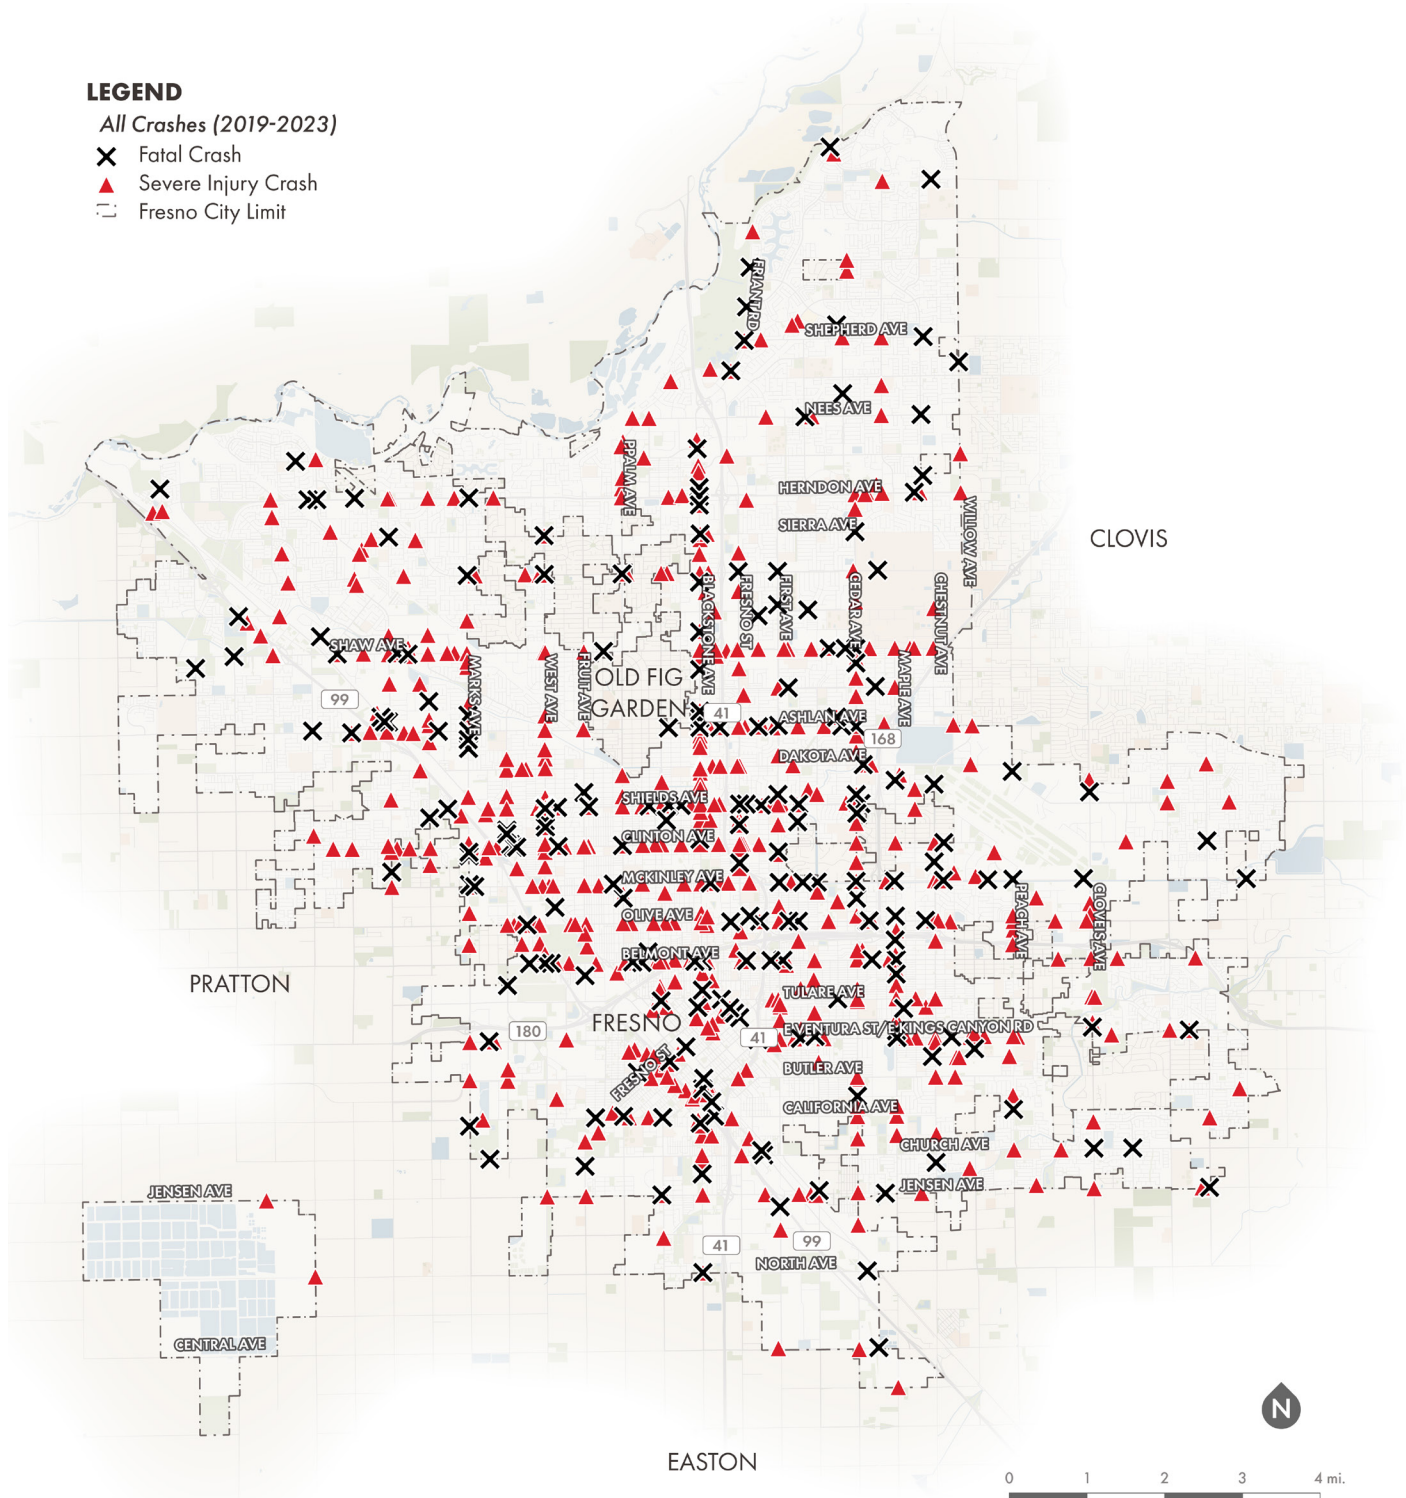 LEGEND
All Crashes (2019-2023)
Fatal Crash
Severe Injury Crash
Fresno City Limit
FRIANT RD
SHEPHERD AVE
NEES AVE
PALM AVE
HERNDON AVE
SIERRA AVE
WILLOW AVE
CLOVIS
BLACKSTONE AVE
FRESNO ST
FIRST AVE
CEDAR AVE
CHESTNUT AVE
SHAW AVE
MARKS AVE
WEST AVE
FRUIT AVE
OLD FIG
GARDEN
MAPLE AVE
99
41
ASHLAN AVE
168
DAKOTA AVE
SHIELDS AVE
CLINTON AVE
MCKINLEY AVE
OLIVE AVE
PEACH AVE
CLOVIS AVE
BELMONT AVE
PRATTON
TULARE AVE
FRESNO
180
41
E VENTURA ST/E KINGS CANYON RD
FRESNO ST
BUTLER AVE
CALIFORNIA AVE
CHURCH AVE
JENSEN AVE
JENSEN AVE
41
99
NORTH AVE
CENTRAL AVE
N
EASTON
0 1 2 3 4 mi.